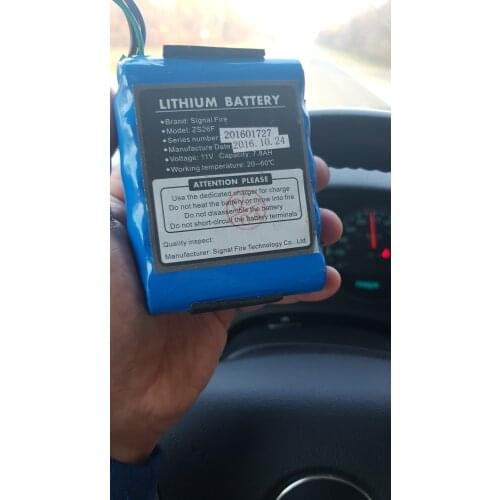 LITHIUM BATTERY
•Brand: Signal Fire
•Model: ZS26F
•Series number: 201601727
•Manufacture Date: 2016.10.24
•Voltage: 11V Capacity: 7.8AH
•Working temperature: 20~60℃
ATTENTION PLEASE
Use the dedicated charger for charge
Do not heat the battery or throw into fire
Do not disassemble the battery
Do not short-circuit the battery terminals
Quality inspect:
Manufacturer: Signal Fire Technology Co., Ltd.